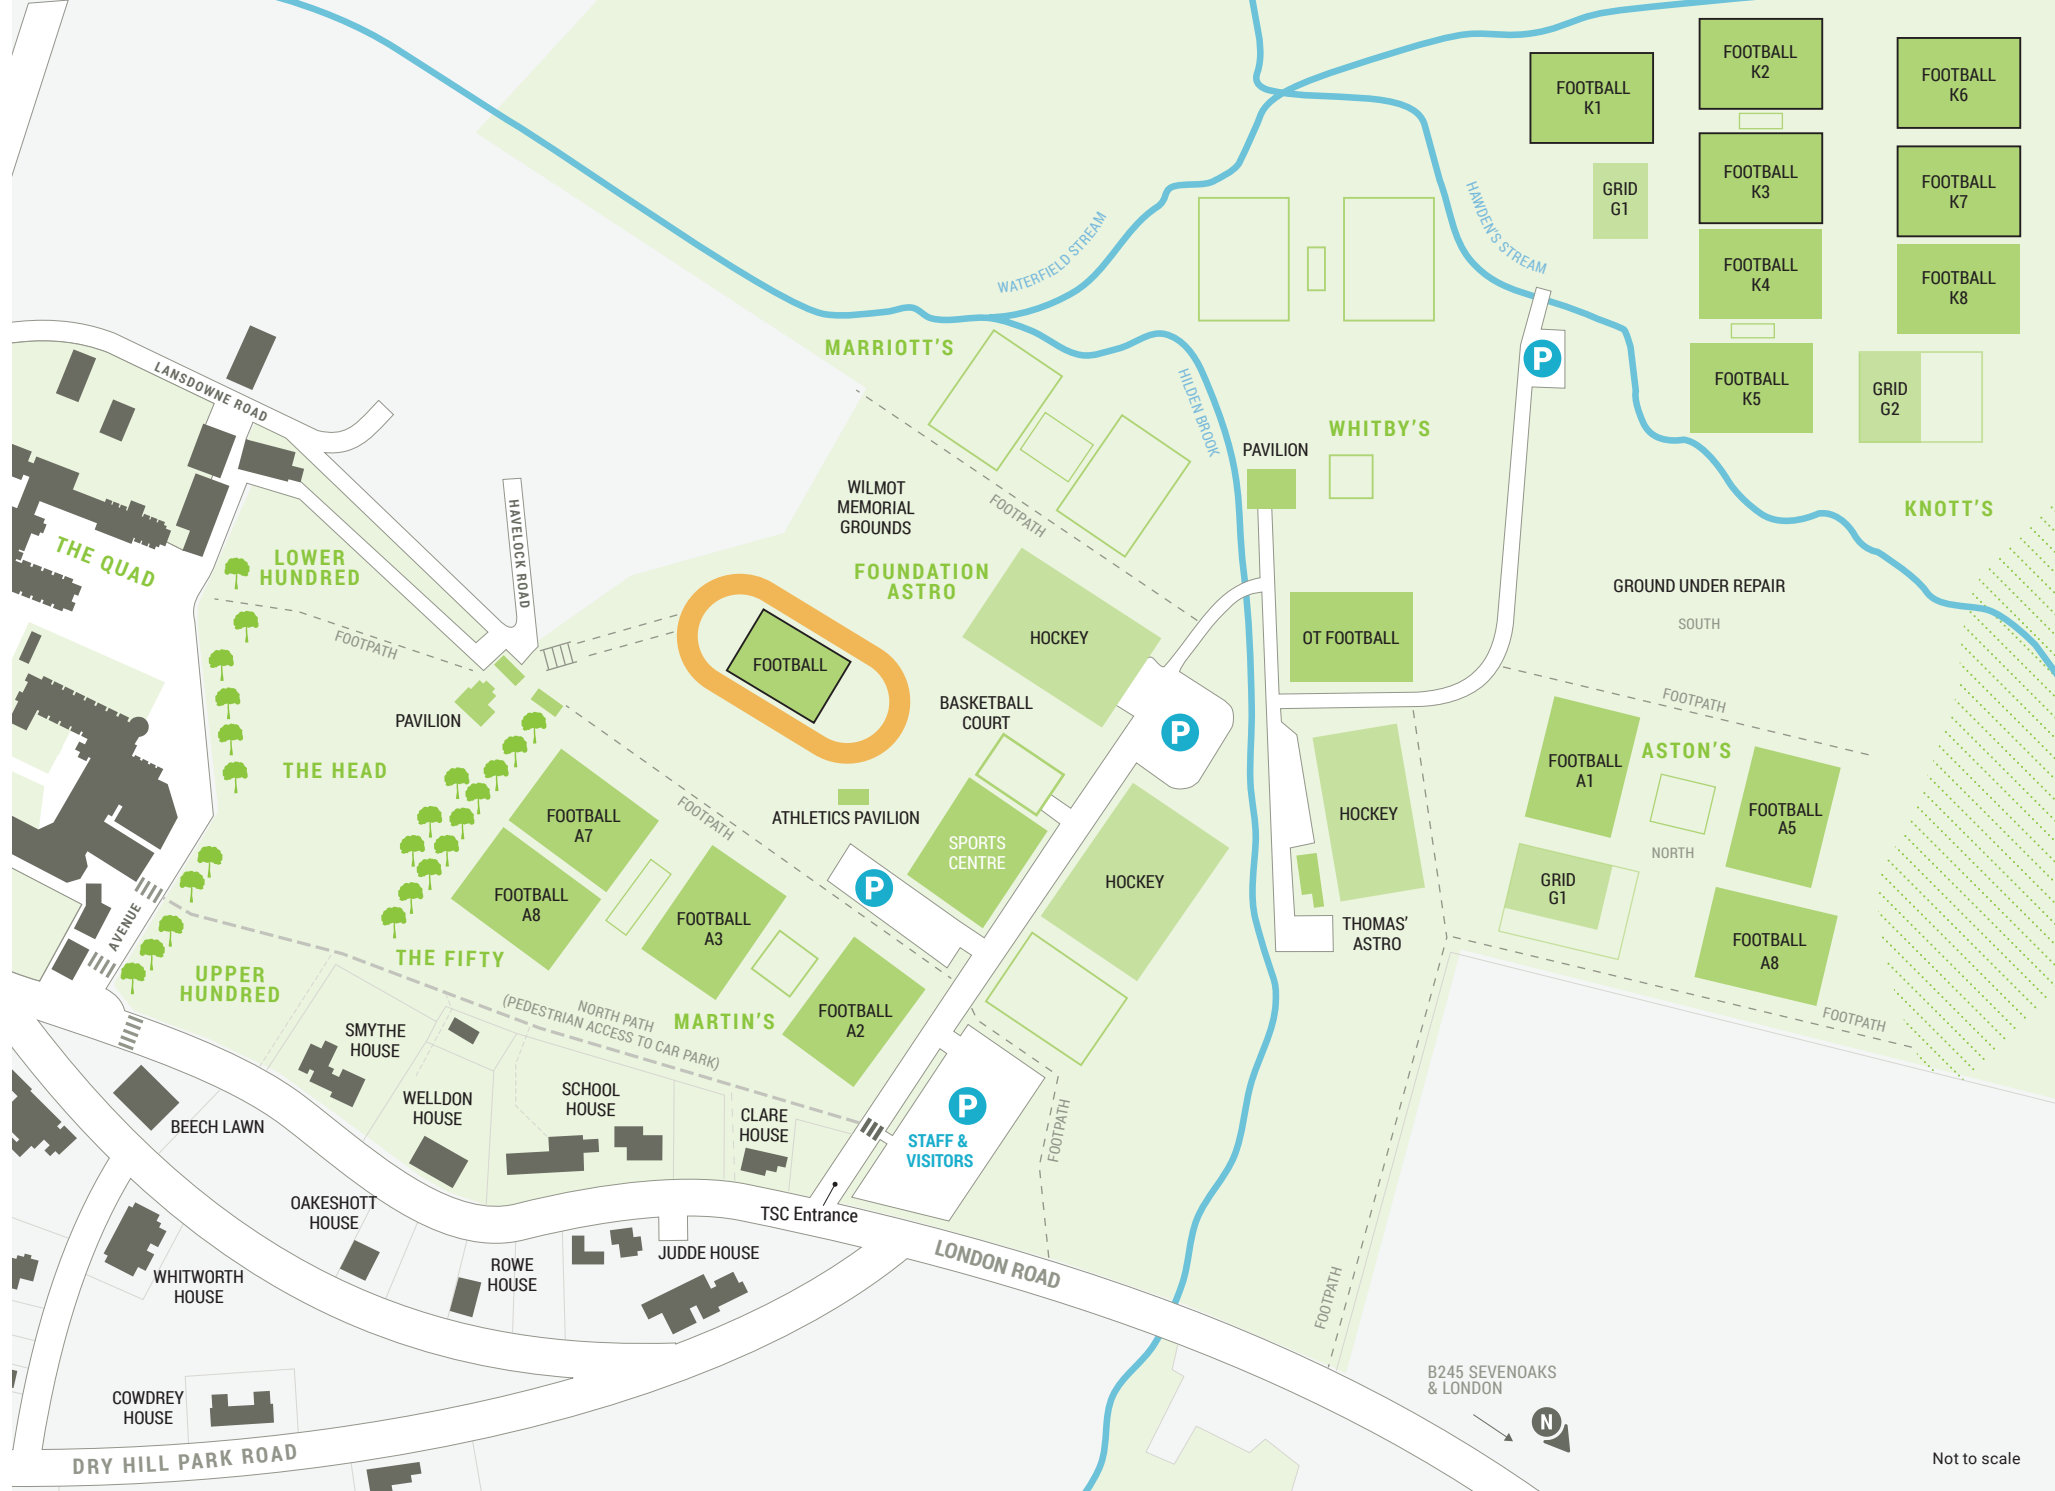 FOOTBALL
K1
FOOTBALL
K2
FOOTBALL
K6
FOOTBALL
K3
FOOTBALL
K7
GRID
G1
FOOTBALL
K4
FOOTBALL
K8
FOOTBALL
K5
GRID
G2
HAWDEN'S STREAM
WATERFIELD STREAM
MARRIOTT'S
HILDEN BROOK
P
WHITBY'S
PAVILION
KNOTT'S
LANSDOWNE ROAD
HAVELOCK ROAD
THE QUAD
LOWER
HUNDRED
FOOTPATH
WILMOT
MEMORIAL
GROUNDS
FOOTPATH
FOUNDATION
ASTRO
HOCKEY
FOOTBALL
OT FOOTBALL
GROUND UNDER REPAIR
SOUTH
FOOTPATH
PAVILION
THE HEAD
BASKETBALL
COURT
P
ASTON'S
FOOTBALL
A1
FOOTBALL
A5
FOOTBALL
A7
FOOTPATH
ATHLETICS PAVILION
SPORTS
CENTRE
HOCKEY
NORTH
GRID
G1
FOOTBALL
A8
P
HOCKEY
FOOTBALL
A3
THOMAS'
ASTRO
FOOTBALL
A8
AVENUE
THE FIFTY
UPPER
HUNDRED
NORTH PATH
(PEDESTRIAN ACCESS TO CAR PARK)
MARTIN'S
FOOTBALL
A2
FOOTPATH
SMYTHE
HOUSE
WELLDON
HOUSE
SCHOOL
HOUSE
CLARE
HOUSE
P
STAFF &
VISITORS
FOOTPATH
BEECH LAWN
TSC Entrance
OAKESHOTT
HOUSE
WHITWORTH
HOUSE
ROWE
HOUSE
JUDDE HOUSE
LONDON ROAD
FOOTPATH
COWDREY
HOUSE
DRY HILL PARK ROAD
B245 SEVENOAKS
& LONDON
N
Not to scale